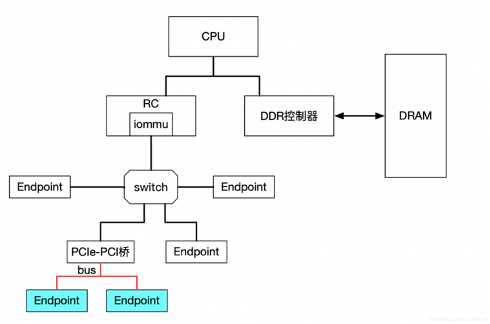 CPU
RC
iommu
DDR控制器
DRAM
Endpoint
switch
Endpoint
PCIe-PCI桥
Endpoint
bus
Endpoint
Endpoint